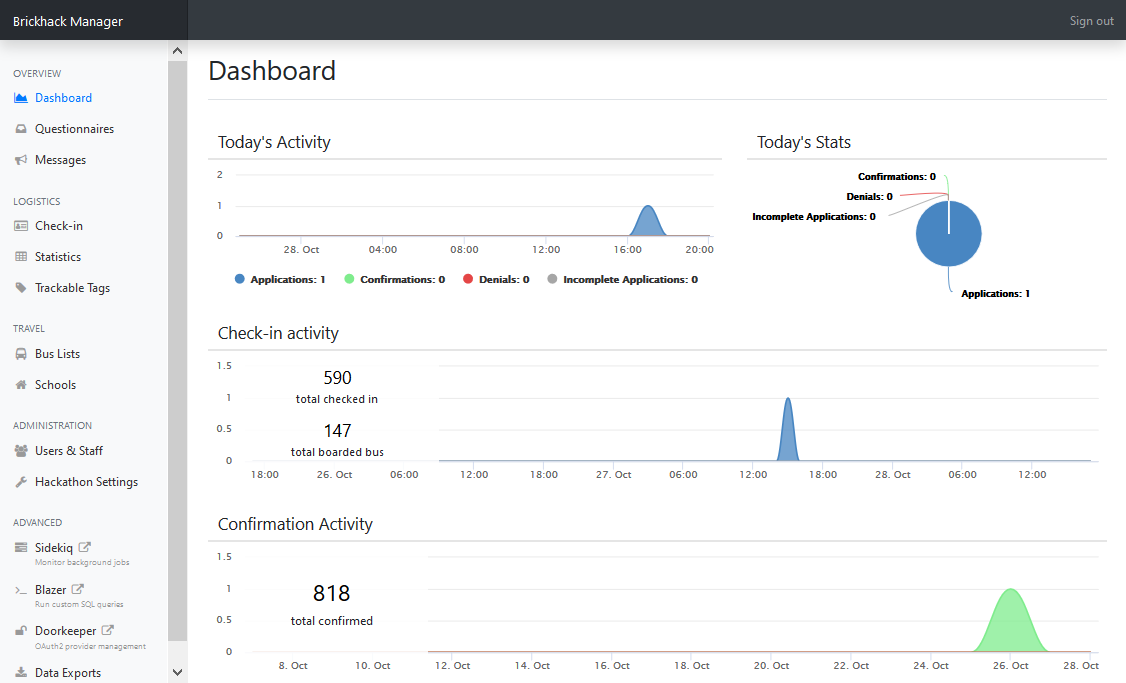 Brickhack Manager
Sign out
OVERVIEW
Dashboard
Questionnaires
Messages
LOGISTICS
Check-in
Statistics
Trackable Tags
TRAVEL
Bus Lists
Schools
ADMINISTRATION
Users & Staff
Hackathon Settings
ADVANCED
Sidekiq
Monitor background jobs
Blazer
Run custom SQL queries
Doorkeeper
OAuth2 provider management
Data Exports
Dashboard
Today's Activity
2
1
0
28. Oct 04:00 08:00 12:00 16:00 20:00
Applications: 1 Confirmations: 0 Denials: 0 Incomplete Applications: 0
Today's Stats
Confirmations: 0
Denials: 0
Incomplete Applications: 0
Applications: 1
Check-in activity
1.5
1
0.5
0
590
total checked in
147
total boarded bus
18:00 26. Oct 06:00 12:00 18:00 27. Oct 06:00 12:00 18:00 28. Oct 06:00 12:00
Confirmation Activity
1.5
1
0.5
0
818
total confirmed
8. Oct 10. Oct 12. Oct 14. Oct 16. Oct 18. Oct 20. Oct 22. Oct 24. Oct 26. Oct 28. Oct